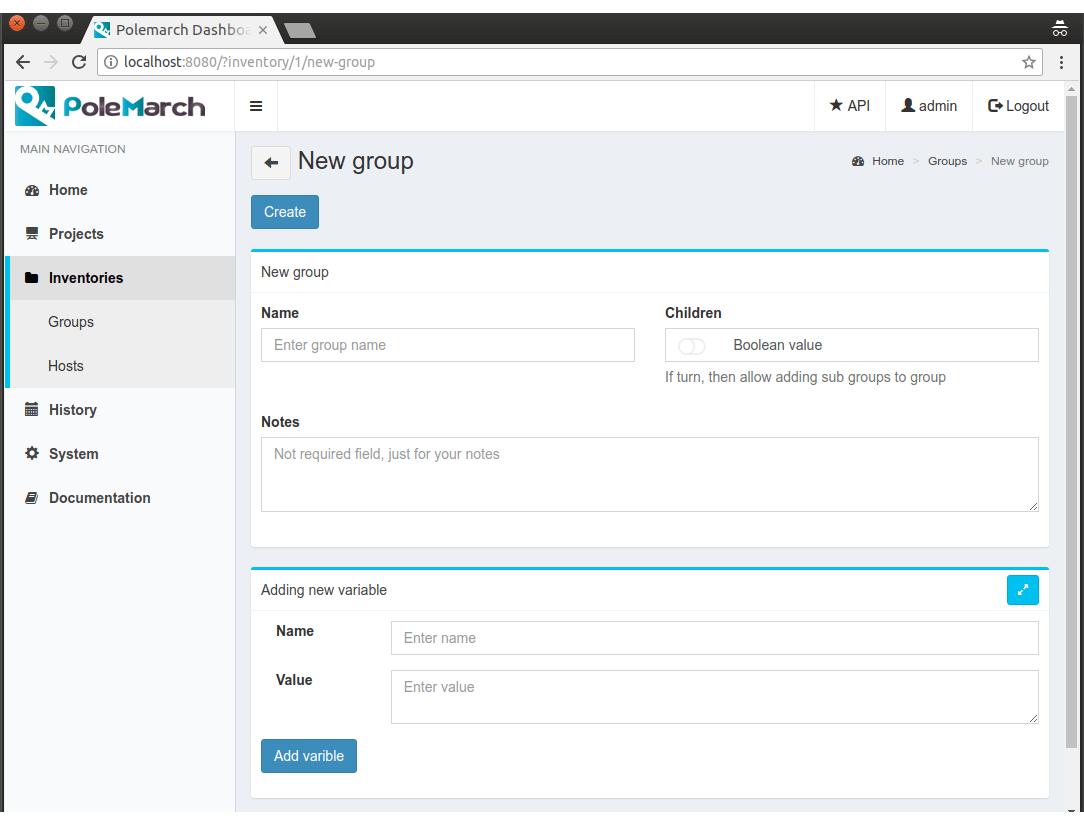 Polemarch Dashboa
localhost:8080/?inventory/1/new-group
PoleMarch
API
admin
Logout
MAIN NAVIGATION
Home
Projects
Inventories
Groups
Hosts
History
System
Documentation
New group
Home > Groups > New group
Create
New group
Name
Enter group name
Children
Boolean value
If turn, then allow adding sub groups to group
Notes
Not required field, just for your notes
Adding new variable
Name
Enter name
Value
Enter value
Add varible